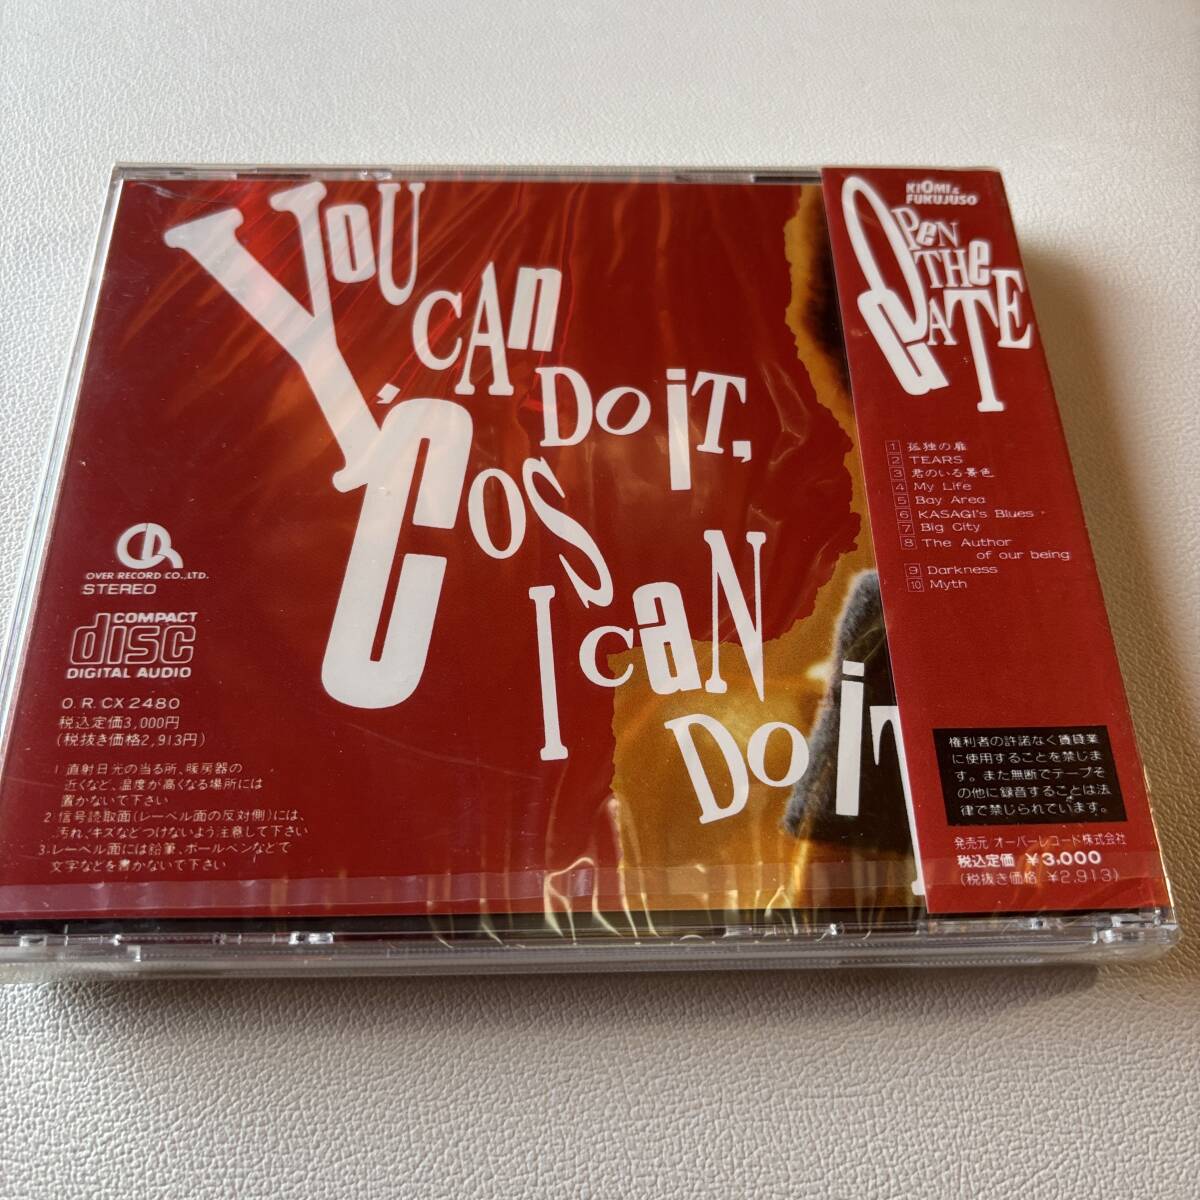 YOU
CAN
DO IT,
'COS
I CAN
DO IT
OR
OVER RECORD CO.,LTD.
STEREO
COMPACT
disc
DIGITAL AUDIO
O.R.CX 2480
税込定価3,000円
(税抜き価格2,913円)
1 直射日光の当る所、暖房器の
近くなど、温度が高くなる場所には
置かないで下さい
2.信号読取面(レーベル面の反対側)には、
汚れ、キズなどつけないよう注意して下さい
3.レーベル面には鉛筆、ボールペンなどで
文字などを書かないで下さい
KIOMI &
FUKUJUSO
OPEN
THE
GATE
1 孤独の扉
2 TEARS
3 君のいる景色
4 My Life
5 Bay Area
6 KASAGI's Blues
7 Big City
8 The Author
of our being
9 Darkness
10 Myth
権利者の許諾なく賃貸業
に使用することを禁じま
す。また無断でテープそ
の他に録音することは法
律で禁じられています。
発売元 オーバーレコード株式会社
税込定価 ¥3,000
(税抜き価格 ¥2,913)